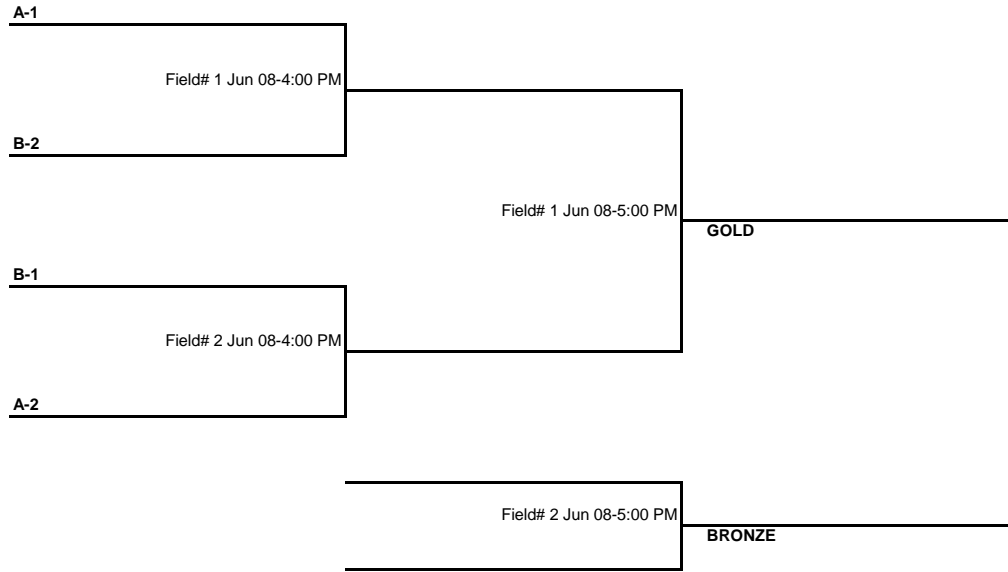 A-1
Field# 1 Jun 08-4:00 PM
B-2
Field# 1 Jun 08-5:00 PM
GOLD
B-1
Field# 2 Jun 08-4:00 PM
A-2
Field# 2 Jun 08-5:00 PM
BRONZE